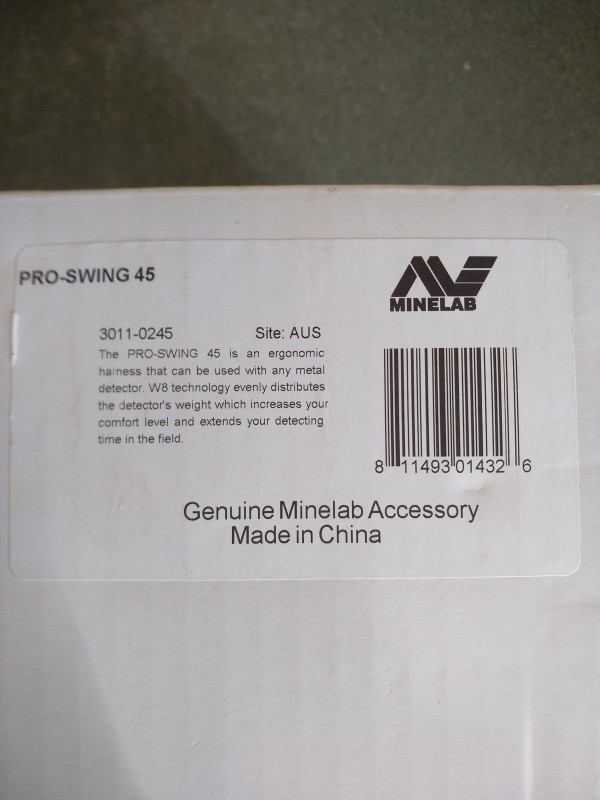 PRO-SWING 45
MINELAB
3011-0245 Site: AUS
The PRO-SWING 45 is an ergonomic
harness that can be used with any metal
detector. W8 technology evenly distributes
the detector's weight which increases your
comfort level and extends your detecting
time in the field.
8 11493 01432 6
Genuine Minelab Accessory
Made in China